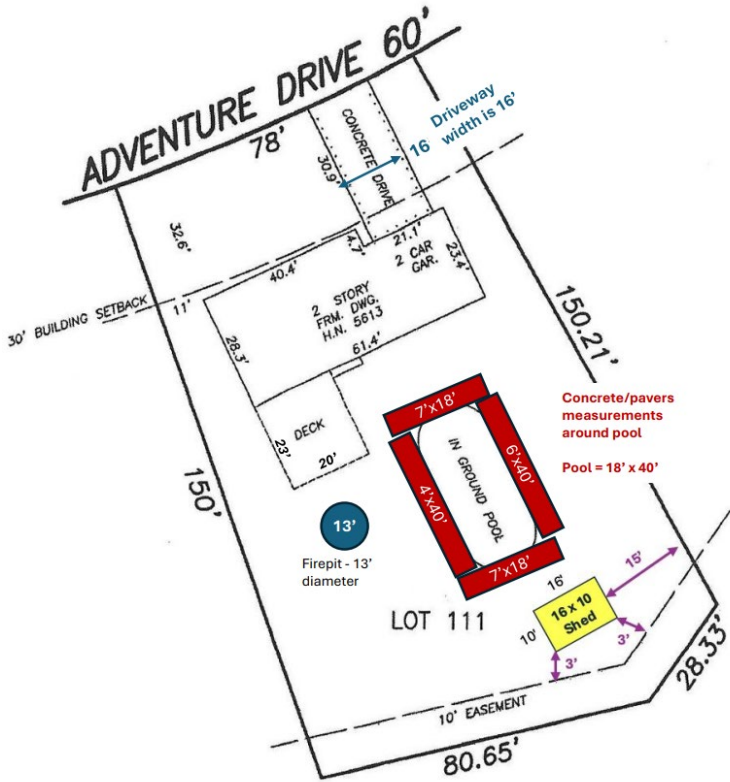 ADVENTURE DRIVE 60'
78'
Driveway
width is 16'
16
CONCRETE DRIVE
30.9'
32.6'
4.7'
21.1'
2 CAR
GAR.
23.4'
40.4'
11'
30' BUILDING SETBACK
2 STORY
FRM. DWG.
H.N. 5613
28.3'
61.4'
150.21'
DECK
23'
20'
7'x18'
Concrete/pavers
measurements
around pool
Pool = 18' x 40'
6'x40'
4'x40'
IN GROUND POOL
150'
13'
Firepit - 13'
diameter
7'x18'
15'
16'
16 x 10
Shed
10'
LOT 111
3'
3'
28.33'
10' EASEMENT
80.65'